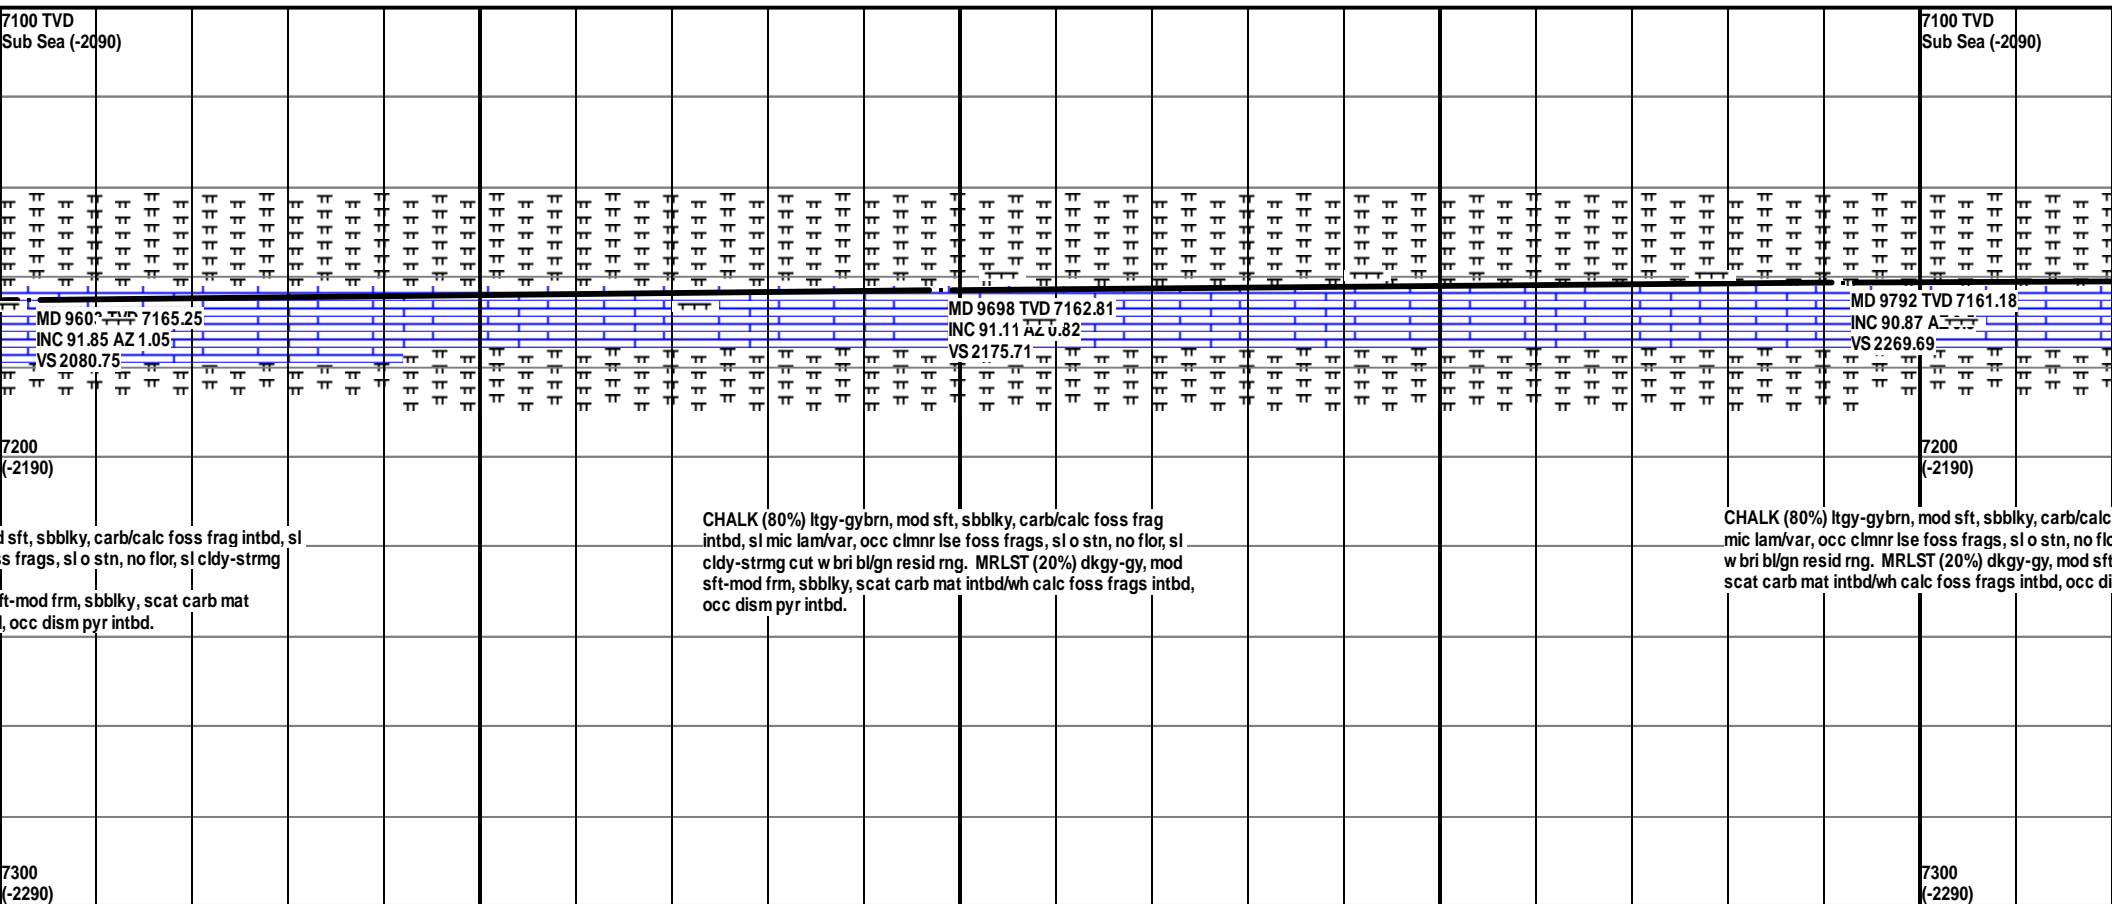 7100 TVD
Sub Sea (-2090)
7100 TVD
Sub Sea (-2090)
MD 9603 TVD 7165.25
INC 91.85 AZ 1.05
VS 2080.75
MD 9698 TVD 7162.81
INC 91.11 AZ 0.82
VS 2175.71
MD 9792 TVD 7161.18
INC 90.87
VS 2269.69
7200
(-2190)
7200
(-2190)
sft, sbblky, carb/calc foss frag intbd, sl
frags, sl o stn, no flor, sl cldy-strmg
ft-mod frm, sbblky, scat carb mat
, occ dism pyr intbd.
CHALK (80%) ltgy-gybrn, mod sft, sbblky, carb/calc foss frag
intbd, sl mic lam/var, occ clmnr lse foss frags, sl o stn, no flor, sl
cldy-strmg cut w bri bl/gn resid rng. MRLST (20%) dkgy-gy, mod
sft-mod frm, sbblky, scat carb mat intbd/wh calc foss frags intbd,
occ dism pyr intbd.
CHALK (80%) ltgy-gybrn, mod sft, sbblky, carb/calc
mic lam/var, occ clmnr lse foss frags, sl o stn, no flo
w bri bl/gn resid rng. MRLST (20%) dkgy-gy, mod sft
scat carb mat intbd/wh calc foss frags intbd, occ di
7300
(-2290)
7300
(-2290)